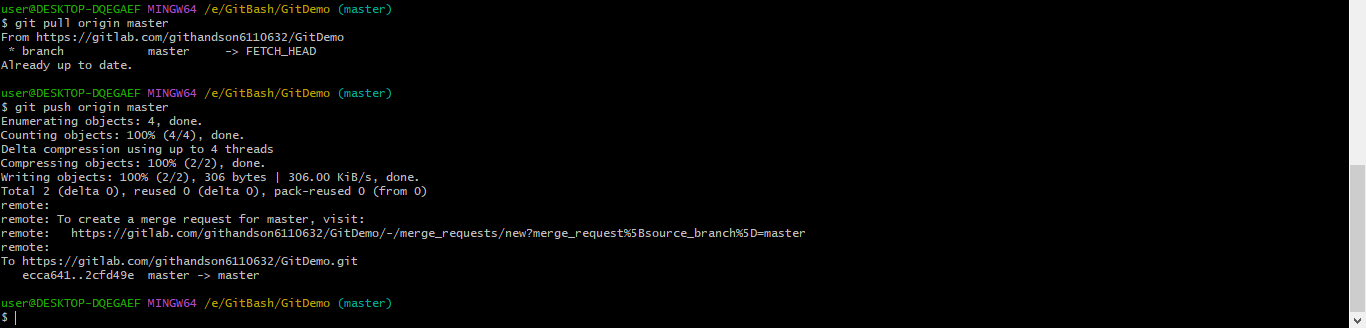 user@DESKTOP-DQEGAEF MINGW64 /e/GitBash/GitDemo (master)
$ git pull origin master
From https://gitlab.com/githandson6110632/GitDemo
 * branch            master     -> FETCH_HEAD
Already up to date.

user@DESKTOP-DQEGAEF MINGW64 /e/GitBash/GitDemo (master)
$ git push origin master
Enumerating objects: 4, done.
Counting objects: 100% (4/4), done.
Delta compression using up to 4 threads
Compressing objects: 100% (2/2), done.
Writing objects: 100% (2/2), 306 bytes | 306.00 KiB/s, done.
Total 2 (delta 0), reused 0 (delta 0), pack-reused 0 (from 0)
remote:
remote: To create a merge request for master, visit:
remote:   https://gitlab.com/githandson6110632/GitDemo/-/merge_requests/new?merge_request%5Bsource_branch%5D=master
remote:
To https://gitlab.com/githandson6110632/GitDemo.git
   ecca641..2cfd49e  master -> master

user@DESKTOP-DQEGAEF MINGW64 /e/GitBash/GitDemo (master)
$